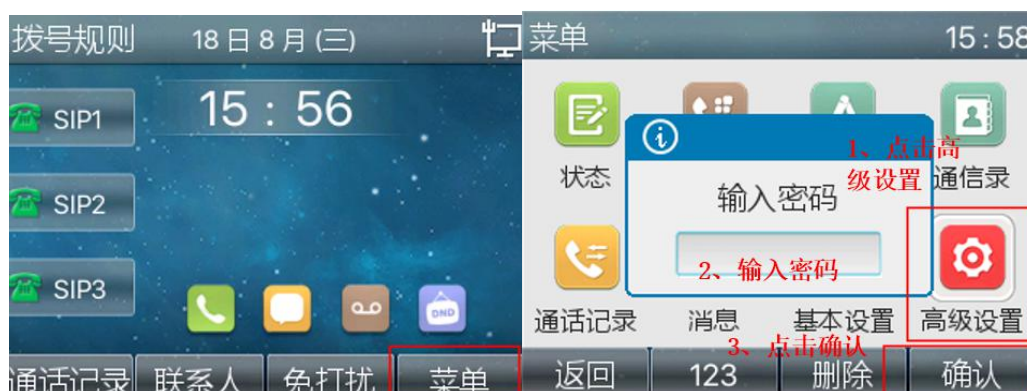 拨号规则 18日8月(三)
15 : 56
SIP1
SIP2
SIP3
DND
通话记录 联系人 免打扰 菜单
菜单 15:58
1、点击高
级设置
状态 通信录
输入密码
2、输入密码
通话记录 消息 基本设置 高级设置
3、点击确认
返回 123 删除 确认